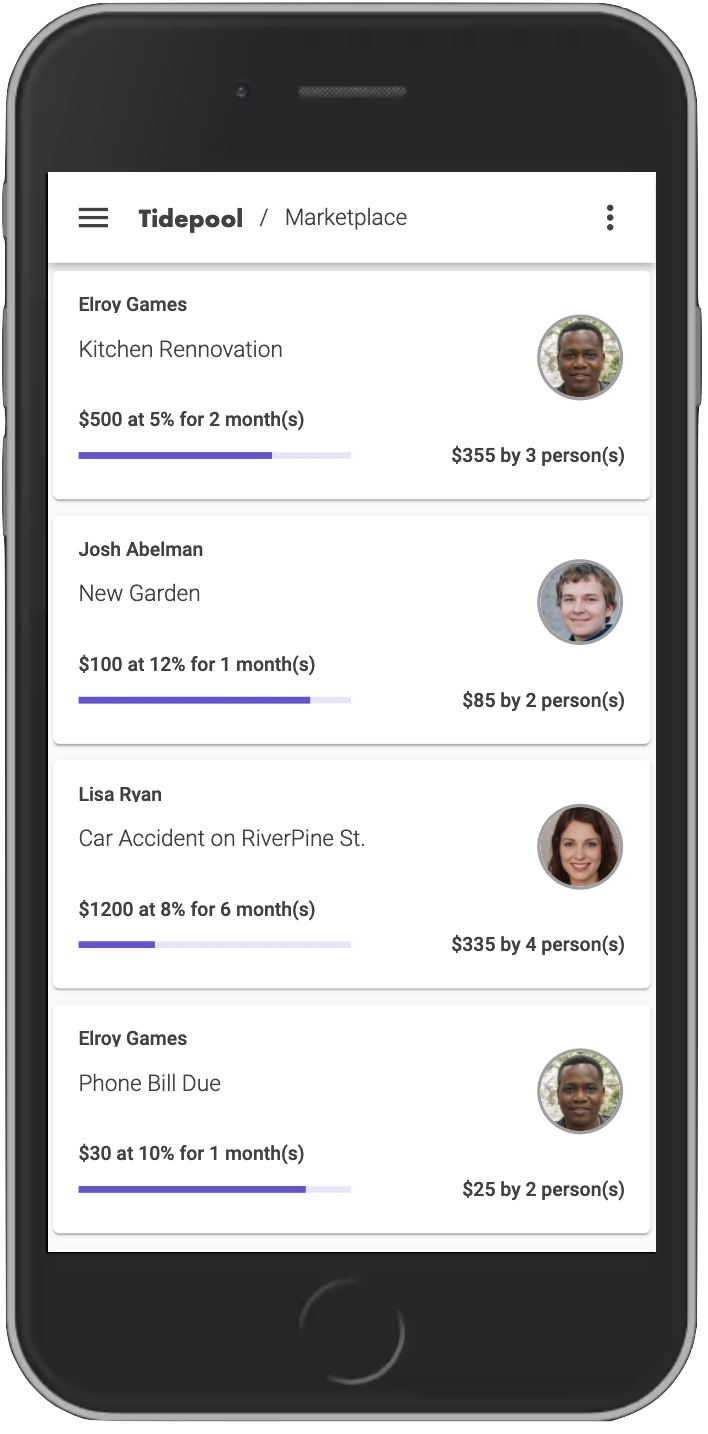 Tidepool / Marketplace
Elroy Games
Kitchen Rennovation
$500 at 5% for 2 month(s)
$355 by 3 person(s)
Josh Abelman
New Garden
$100 at 12% for 1 month(s)
$85 by 2 person(s)
Lisa Ryan
Car Accident on RiverPine St.
$1200 at 8% for 6 month(s)
$335 by 4 person(s)
Elroy Games
Phone Bill Due
$30 at 10% for 1 month(s)
$25 by 2 person(s)